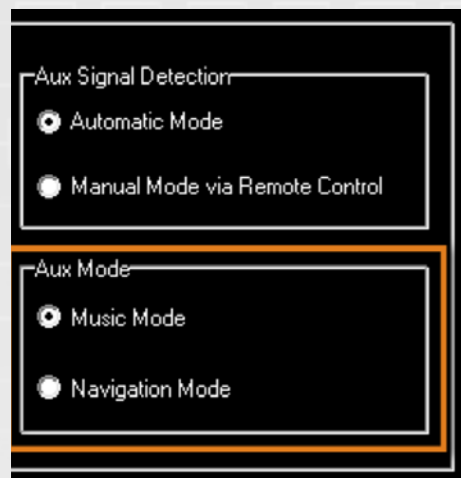 Aux Signal Detection
Automatic Mode
Manual Mode via Remote Control
Aux Mode
Music Mode
Navigation Mode